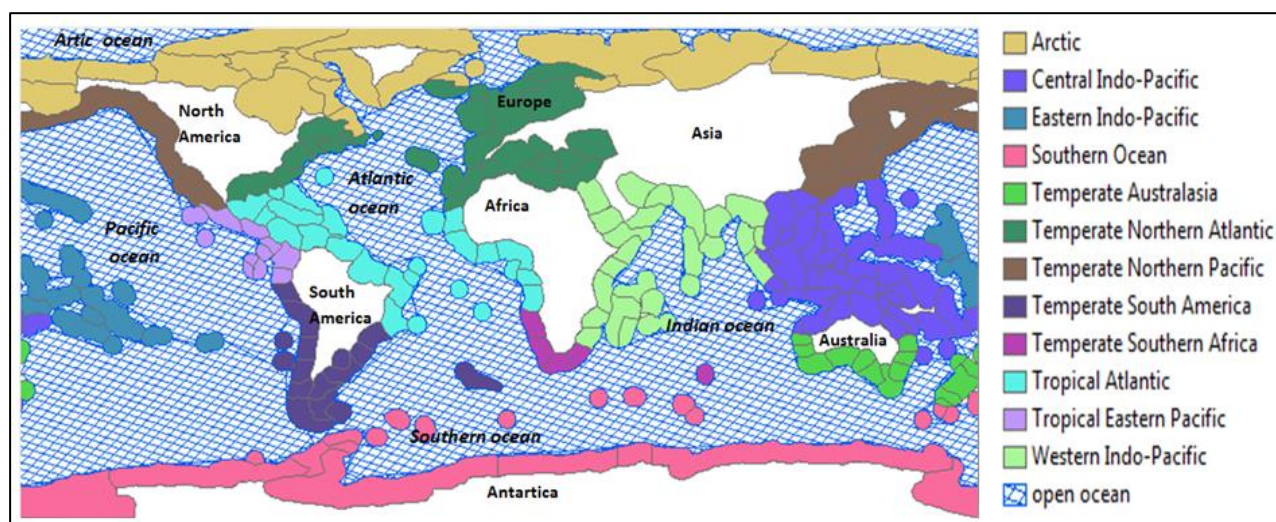 Artic ocean
North
America
Europe
Asia
Atlantic
ocean
Africa
Pacific
ocean
South
America
Indian ocean
Australia
Southern ocean
Antartica
Arctic
Central Indo-Pacific
Eastern Indo-Pacific
Southern Ocean
Temperate Australasia
Temperate Northern Atlantic
Temperate Northern Pacific
Temperate South America
Temperate Southern Africa
Tropical Atlantic
Tropical Eastern Pacific
Western Indo-Pacific
open ocean